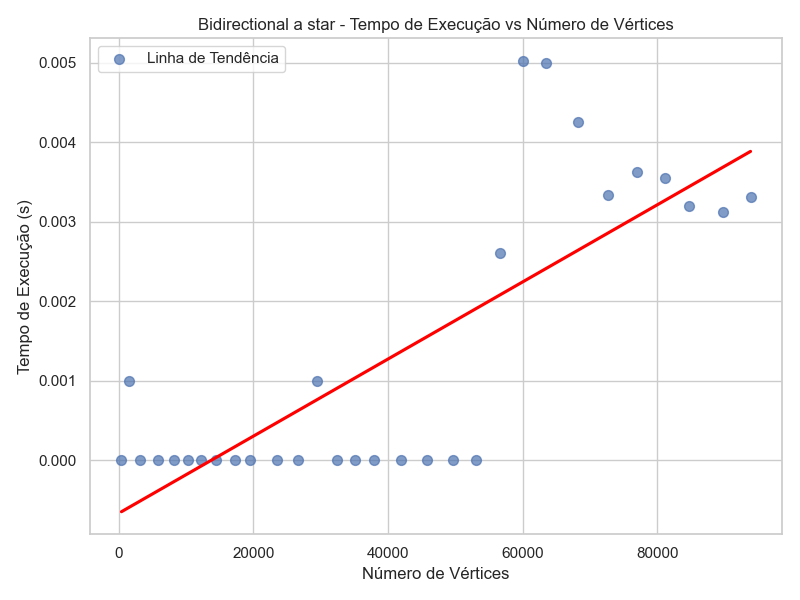 Bidirectional a star - Tempo de Execução vs Número de Vértices
Linha de Tendência
0.005
0.004
0.003
0.002
0.001
0.000
Tempo de Execução (s)
0 20000 40000 60000 80000
Número de Vértices